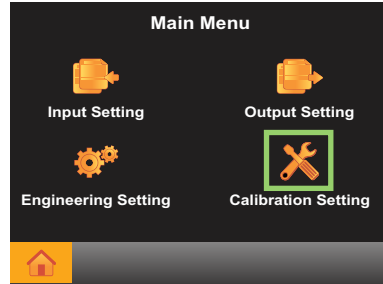 Main Menu
Input Setting
Output Setting
Engineering Setting
Calibration Setting